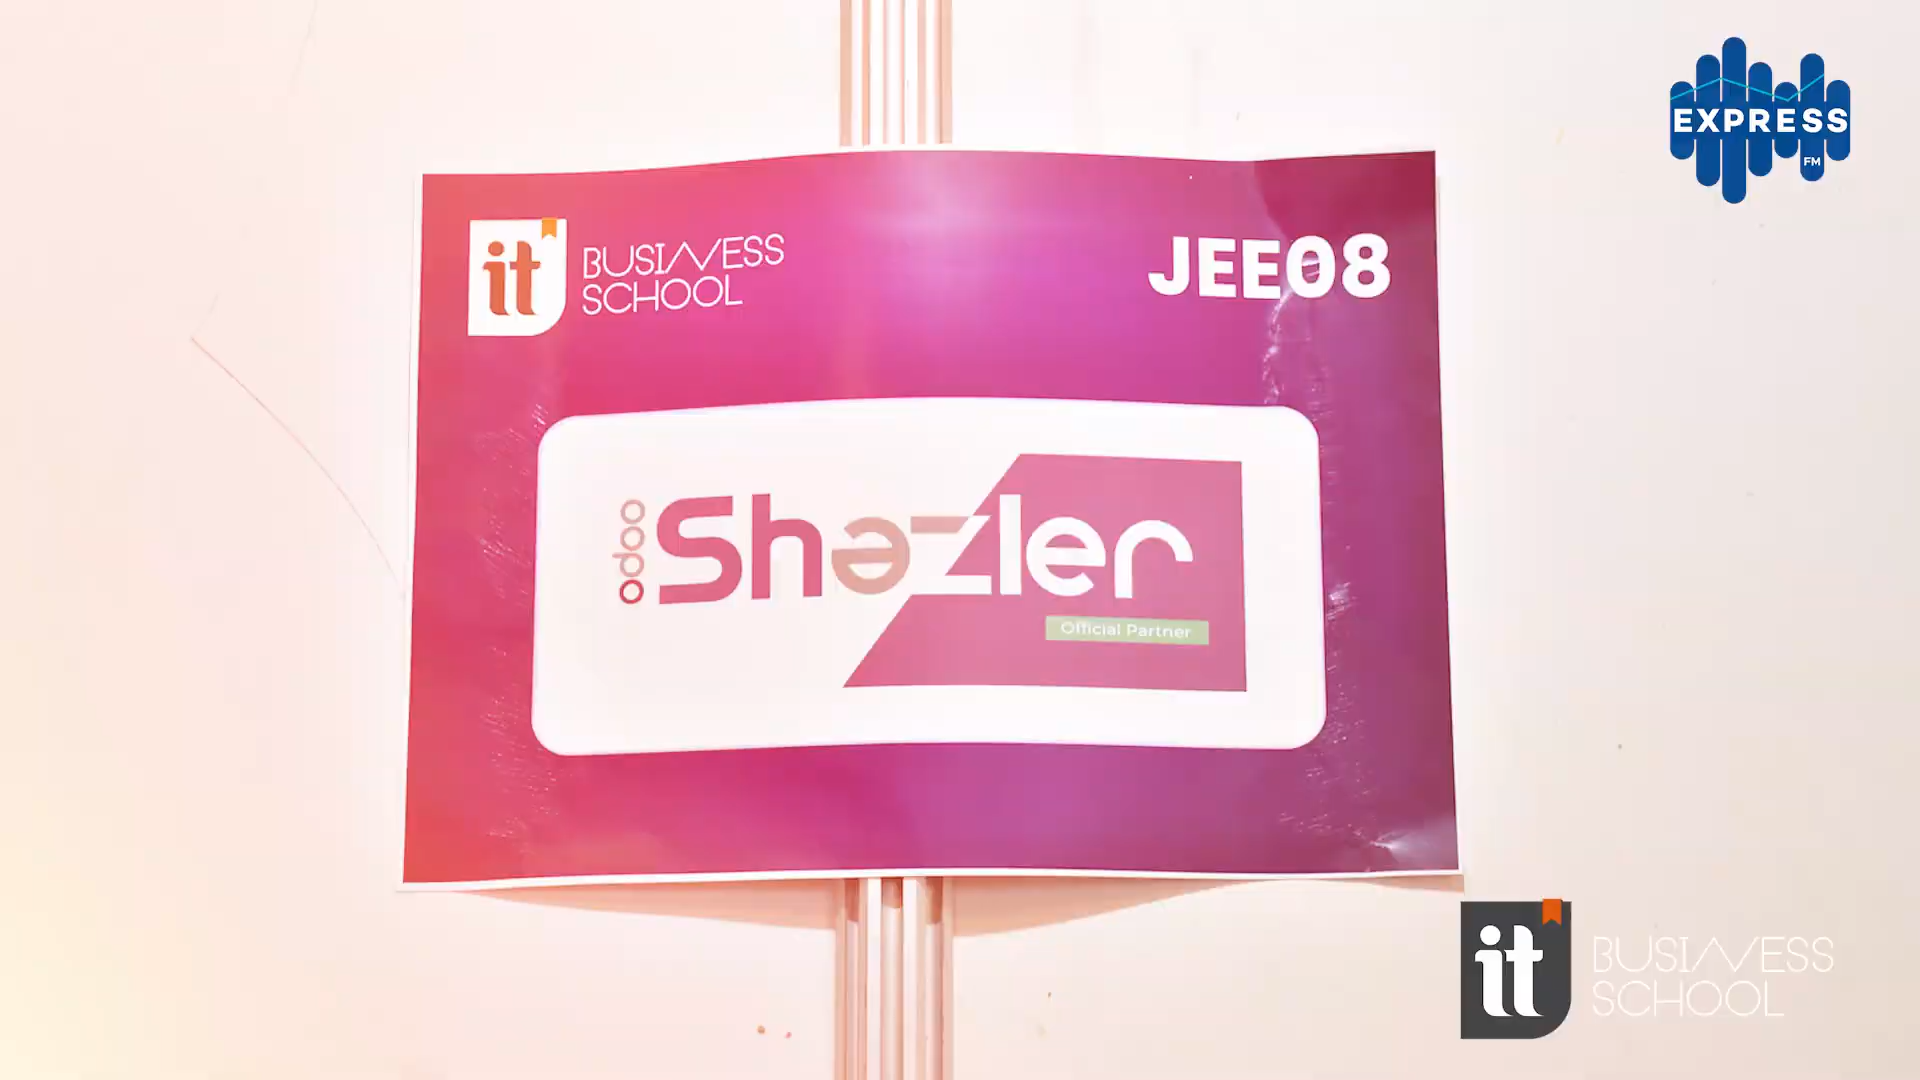 EXPRESS
FM
it BUSINESS
SCHOOL
JEE08
odoo
Shazler
Official Partner
it BUSINESS
SCHOOL